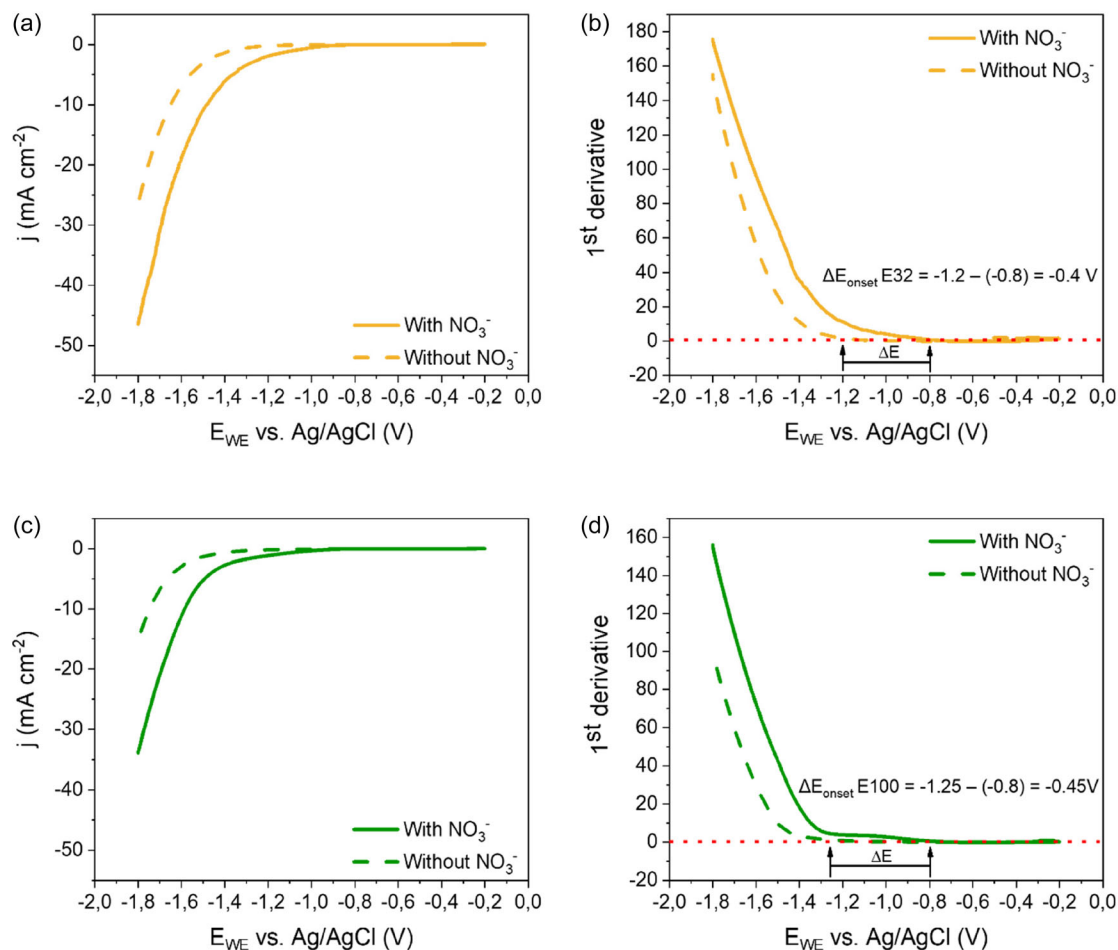 (a)
0
-10
-20
-30
-40
-50
j (mA cm⁻²)
With NO₃⁻
Without NO₃⁻
-2,0 -1,8 -1,6 -1,4 -1,2 -1,0 -0,8 -0,6 -0,4 -0,2 0,0
E_WE vs. Ag/AgCl (V)
(b)
180
160
140
120
100
80
60
40
20
0
-20
1st derivative
With NO₃⁻
Without NO₃⁻
ΔE_onset E32 = -1.2 – (-0.8) = -0.4 V
ΔE
-2,0 -1,8 -1,6 -1,4 -1,2 -1,0 -0,8 -0,6 -0,4 -0,2 0,0
E_WE vs. Ag/AgCl (V)
(c)
0
-10
-20
-30
-40
-50
j (mA cm⁻²)
With NO₃⁻
Without NO₃⁻
-2,0 -1,8 -1,6 -1,4 -1,2 -1,0 -0,8 -0,6 -0,4 -0,2 0,0
E_WE vs. Ag/AgCl (V)
(d)
160
140
120
100
80
60
40
20
0
-20
1st derivative
With NO₃⁻
Without NO₃⁻
ΔE_onset E100 = -1.25 – (-0.8) = -0.45V
ΔE
-2,0 -1,8 -1,6 -1,4 -1,2 -1,0 -0,8 -0,6 -0,4 -0,2 0,0
E_WE vs. Ag/AgCl (V)